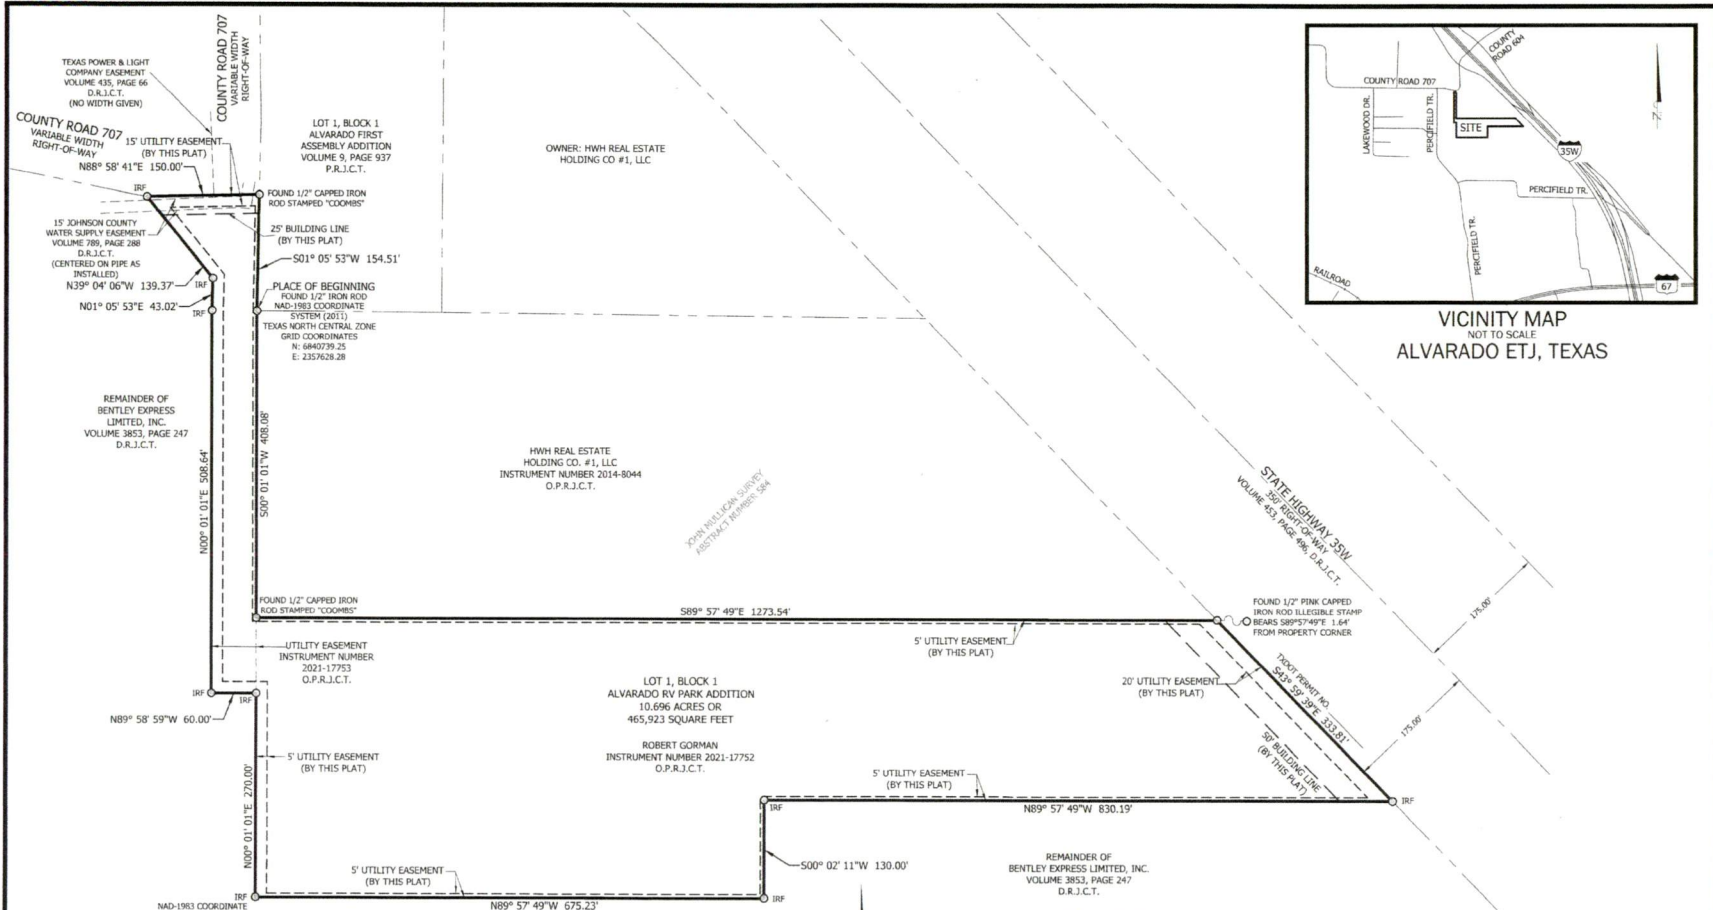 TEXAS POWER & LIGHT
COMPANY EASEMENT
VOLUME 435, PAGE 66
D.R.J.C.T.
(NO WIDTH GIVEN)
COUNTY ROAD 707
VARIABLE WIDTH
RIGHT-OF-WAY
COUNTY ROAD 707
VARIABLE WIDTH
RIGHT-OF-WAY
15' UTILITY EASEMENT
(BY THIS PLAT)
N88° 58' 41"E 150.00'
IRF
LOT 1, BLOCK 1
ALVARADO FIRST
ASSEMBLY ADDITION
VOLUME 9, PAGE 937
P.R.J.C.T.
OWNER: HWH REAL ESTATE
HOLDING CO #1, LLC
FOUND 1/2" CAPPED IRON
ROD STAMPED "COOMBS"
15' JOHNSON COUNTY
WATER SUPPLY EASEMENT
VOLUME 789, PAGE 288
D.R.J.C.T.
(CENTERED ON PIPE AS
INSTALLED)
25' BUILDING LINE
(BY THIS PLAT)
S01° 05' 53"W 154.51'
N39° 04' 06"W 139.37'
IRF
N01° 05' 53"E 43.02'
IRF
PLACE OF BEGINNING
FOUND 1/2" IRON ROD
NAD-1983 COORDINATE
SYSTEM (2011)
TEXAS NORTH CENTRAL ZONE
GRID COORDINATES
N: 6840739.25
E: 2357628.28
COUNTY
ROAD 604
COUNTY ROAD 707
LAKEWOOD DR.
PERCIFIELD TR.
SITE
35W
PERCIFIELD TR.
PERCIFIELD TR.
RAILROAD
67
VICINITY MAP
NOT TO SCALE
ALVARADO ETJ, TEXAS
REMAINDER OF
BENTLEY EXPRESS
LIMITED, INC.
VOLUME 3853, PAGE 247
D.R.J.C.T.
N00° 01' 01"E 508.64'
S00° 01' 01"W 408.08'
HWH REAL ESTATE
HOLDING CO. #1, LLC
INSTRUMENT NUMBER 2014-8044
O.P.R.J.C.T.
JOHN MULLICAN SURVEY
ABSTRACT NUMBER 584
STATE HIGHWAY 35W
350' RIGHT-OF-WAY
VOLUME 453, PAGE 496, D.R.J.C.T.
175.00'
175.00'
FOUND 1/2" CAPPED IRON
ROD STAMPED "COOMBS"
S89° 57' 49"E 1273.54'
FOUND 1/2" PINK CAPPED
IRON ROD ILLEGIBLE STAMP
BEARS S89°57'49"E 1.64'
FROM PROPERTY CORNER
5' UTILITY EASEMENT
(BY THIS PLAT)
UTILITY EASEMENT
INSTRUMENT NUMBER
2021-17753
O.P.R.J.C.T.
IRF
IRF
N89° 58' 59"W 60.00'
LOT 1, BLOCK 1
ALVARADO RV PARK ADDITION
10.696 ACRES OR
465,923 SQUARE FEET
ROBERT GORMAN
INSTRUMENT NUMBER 2021-17752
O.P.R.J.C.T.
20' UTILITY EASEMENT
(BY THIS PLAT)
TXDOT PERMIT NO.
S43° 59' 39"E 333.81'
50' BUILDING LINE
(BY THIS PLAT)
5' UTILITY EASEMENT
(BY THIS PLAT)
N00° 01' 01"E 270.00'
5' UTILITY EASEMENT
(BY THIS PLAT)
IRF
N89° 57' 49"W 830.19'
IRF
S00° 02' 11"W 130.00'
REMAINDER OF
BENTLEY EXPRESS LIMITED, INC.
VOLUME 3853, PAGE 247
D.R.J.C.T.
5' UTILITY EASEMENT
(BY THIS PLAT)
IRF
NAD-1983 COORDINATE
N89° 57' 49"W 675.23'
IRF